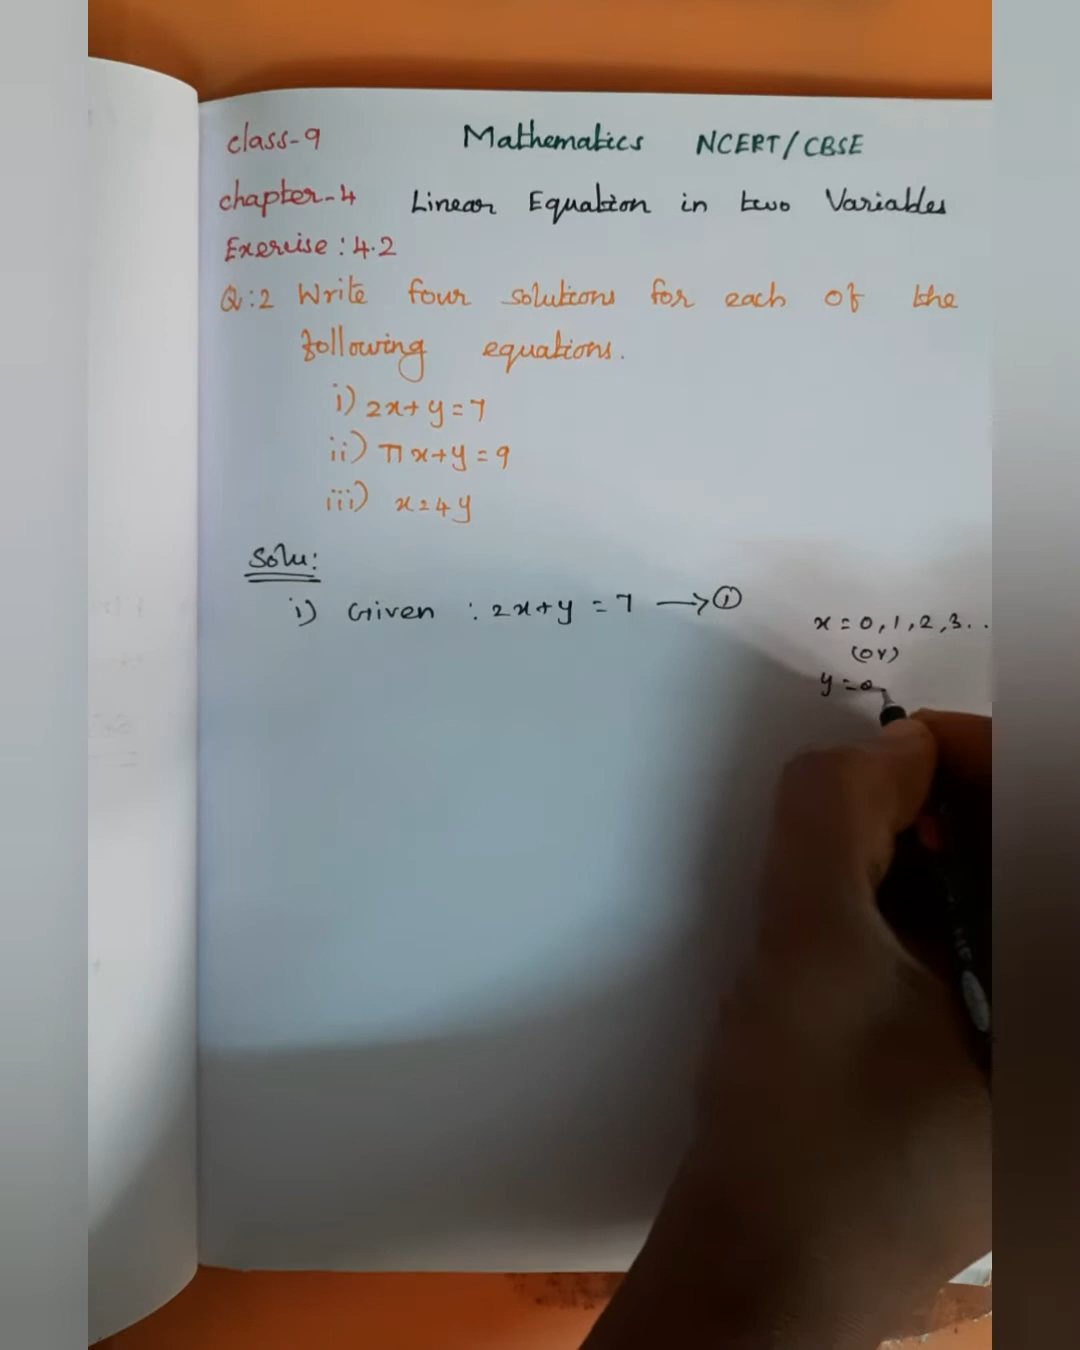 class-9 Mathematics NCERT/CBSE
chapter-4 Linear Equation in two Variables
Exercise : 4.2
Q:2 Write four solutions for each of the
following equations.
i) 2x+y=7
ii) πx+y=9
iii) x=4y
Solu:
i) Given : 2x+y = 7 → ①
x = 0, 1, 2, 3..
(or)
y = 0